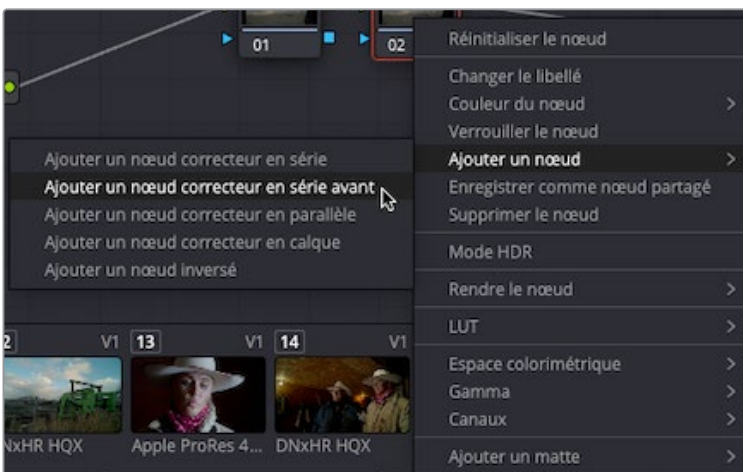 01
02
Réinitialiser le nœud
Changer le libellé
Couleur du nœud
Verrouiller le nœud
Ajouter un nœud
Enregistrer comme nœud partagé
Supprimer le nœud
Mode HDR
Rendre le nœud
LUT
Espace colorimétrique
Gamma
Canaux
Ajouter un matte
Ajouter un nœud correcteur en série
Ajouter un nœud correcteur en série avant
Ajouter un nœud correcteur en parallèle
Ajouter un nœud correcteur en calque
Ajouter un nœud inversé
2 V1 13 V1 14 V1
NxHR HQX Apple ProRes 4... DNxHR HQX